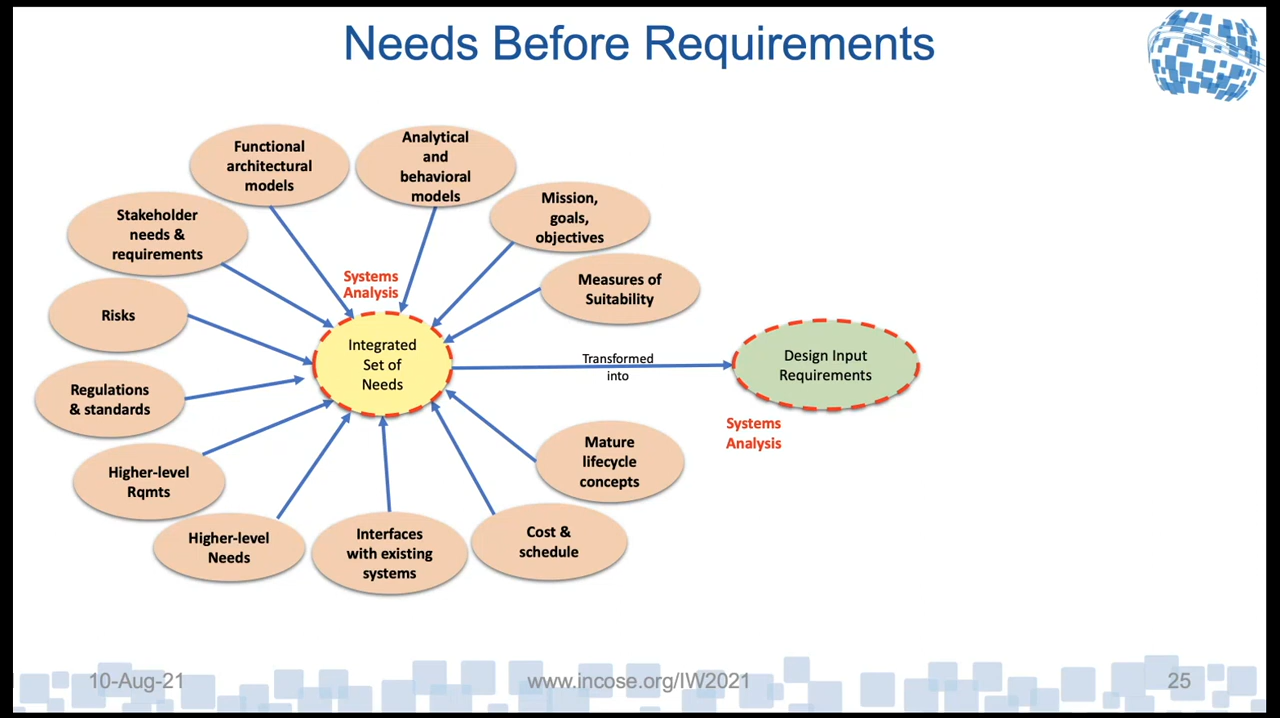 Needs Before Requirements
Functional
architectural
models
Analytical
and
behavioral
models
Mission,
goals,
objectives
Stakeholder
needs &
requirements
Measures of
Suitability
Systems
Analysis
Risks
Integrated
Set of
Needs
Transformed
into
Design Input
Requirements
Systems
Analysis
Regulations
& standards
Mature
lifecycle
concepts
Higher-level
Rqmts
Higher-level
Needs
Interfaces
with existing
systems
Cost &
schedule
10-Aug-21
www.incose.org/IW2021
25